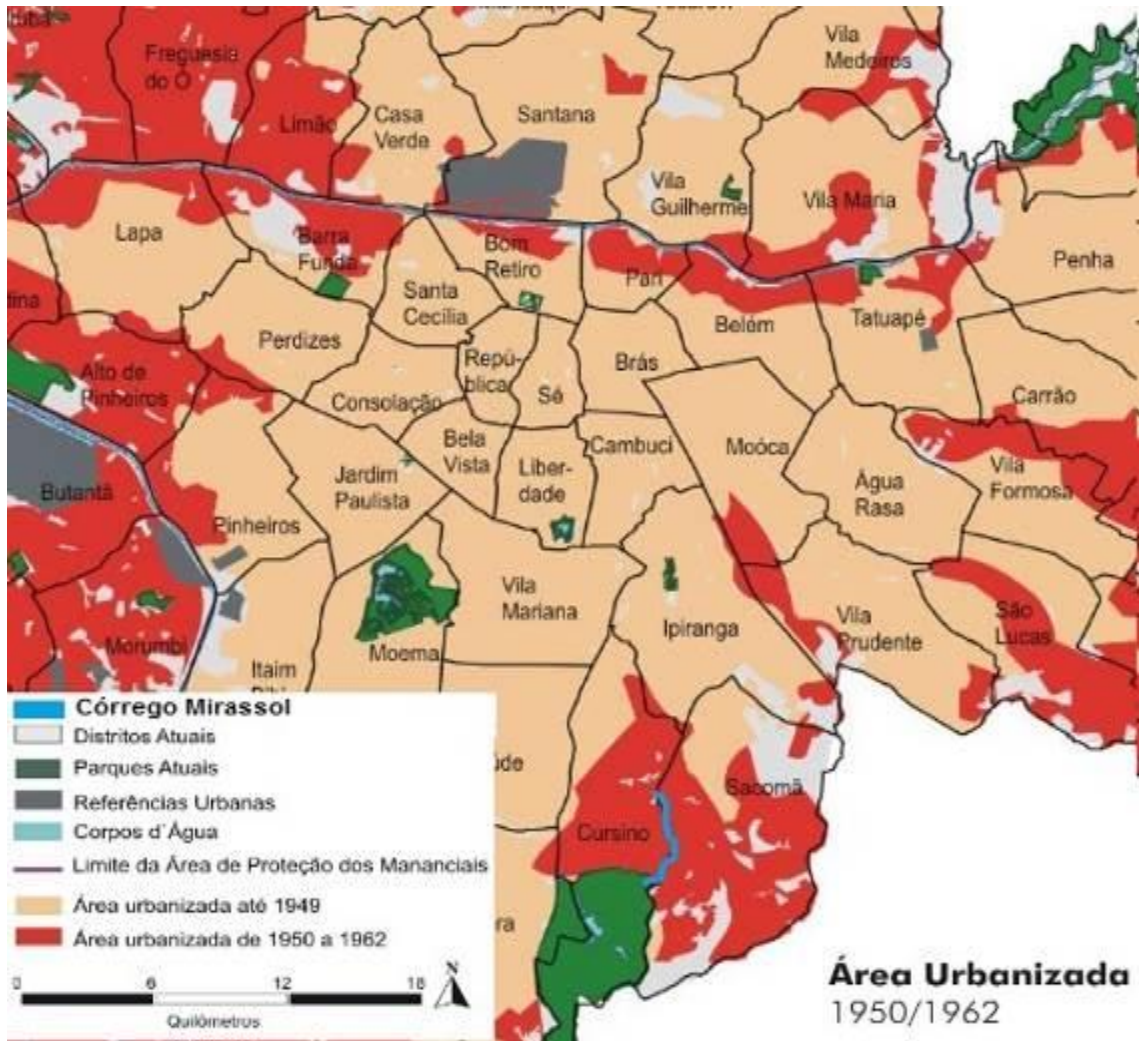 Vila
Medeiros
Freguesia
do Ó
Limão
Casa
Verde
Santana
Vila
Guilherme
Vila Maria
Lapa
Barra
Funda
Bom
Retiro
Pari
Penha
Santa
Cecília
Tatuapé
Belém
Perdizes
Repú-
blica
Sé
Brás
Alto de
Pinheiros
Consolação
Carrão
Bela
Vista
Cambuci
Moóca
Liber-
dade
Jardim
Paulista
Água
Rasa
Vila
Formosa
Butantã
Pinheiros
Vila
Mariana
Ipiranga
Vila
Prudente
São
Lucas
Morumbi
Moema
Itaim
Sacomã
Cursino
tina
úde
ra
Córrego Mirassol
Distritos Atuais
Parques Atuais
Referências Urbanas
Corpos d´Água
Limite da Área de Proteção dos Mananciais
Área urbanizada até 1949
Área urbanizada de 1950 a 1962
0 6 12 18
N
Quilômetros
Área Urbanizada
1950/1962